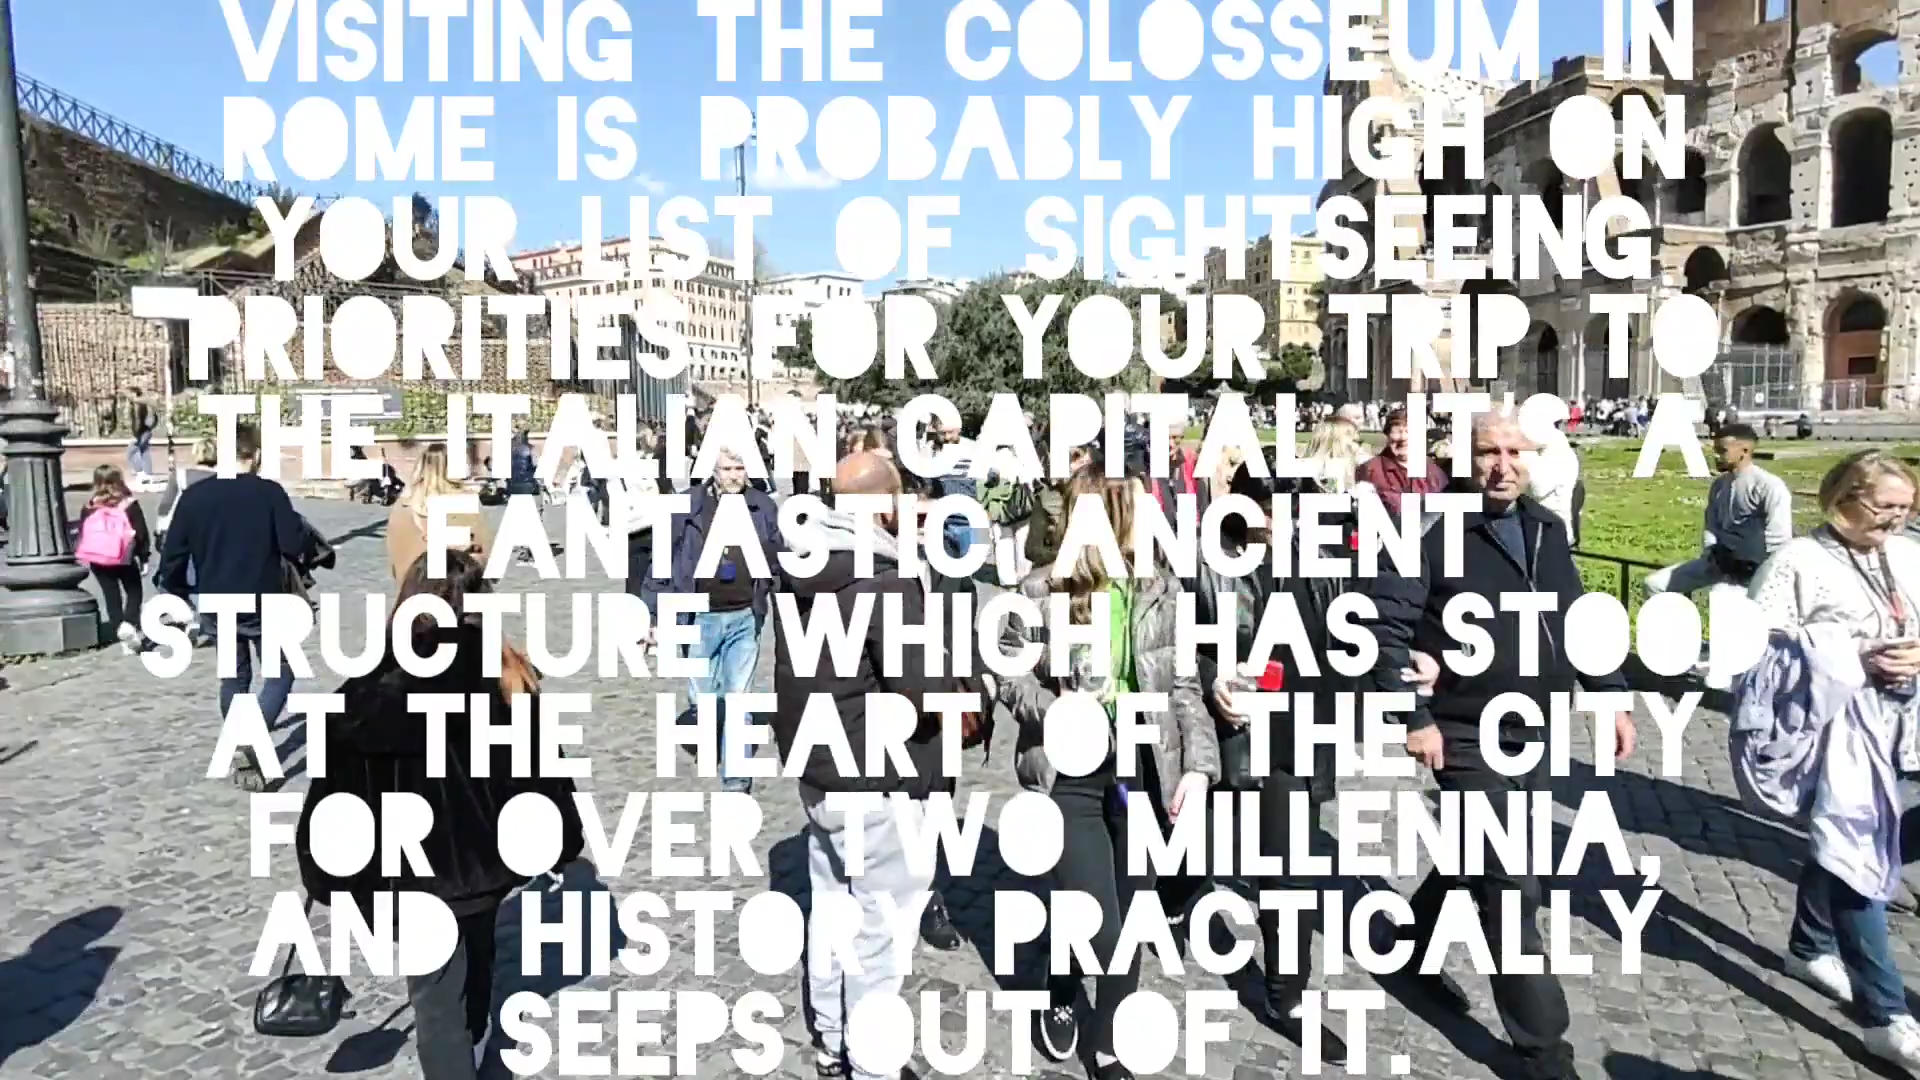 VISITING THE COLOSSEUM IN
ROME IS PROBABLY HIGH ON
YOUR LIST OF SIGHTSEEING
PRIORITIES FOR YOUR TRIP TO
THE ITALIAN CAPITAL. IT'S A
FANTASTIC, ANCIENT
STRUCTURE WHICH HAS STOOD
AT THE HEART OF THE CITY
FOR OVER TWO MILLENNIA,
AND HISTORY PRACTICALLY
SEEPS OUT OF IT.